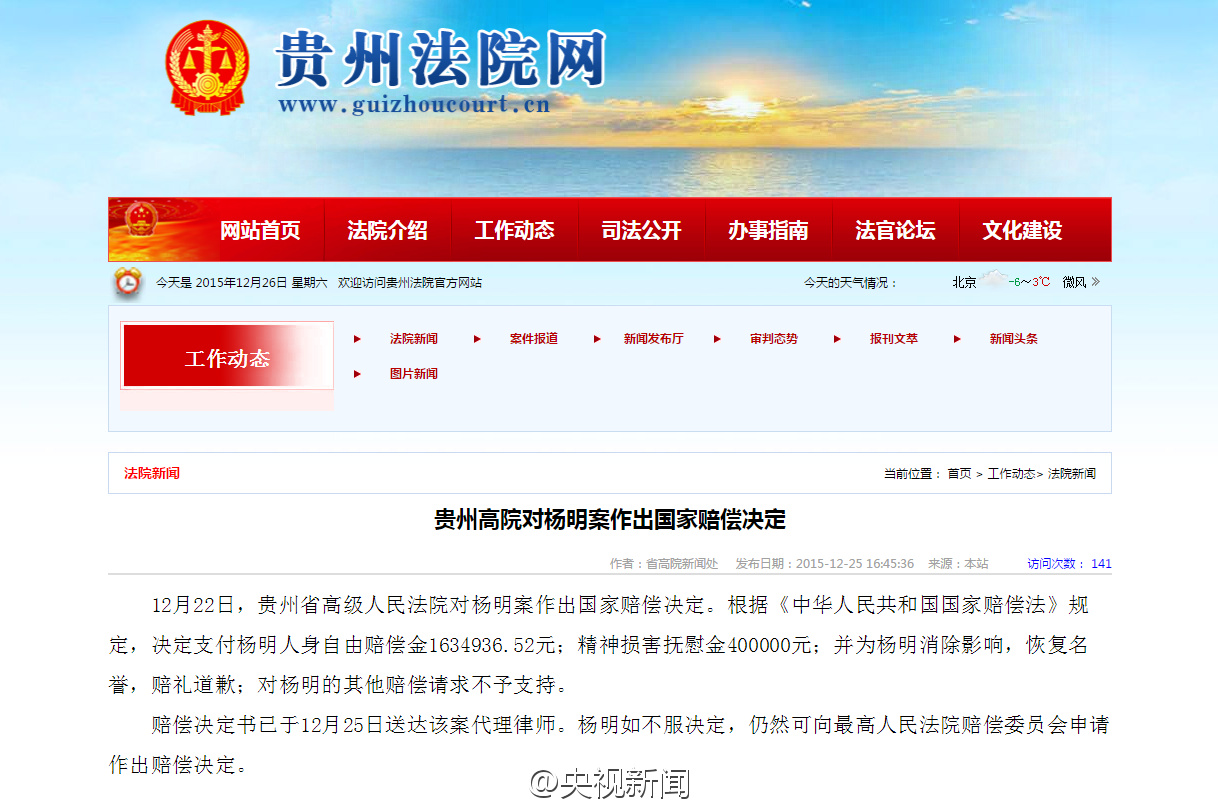 贵州法院网
www.guizhoucourt.cn
网站首页 法院介绍 工作动态 司法公开 办事指南 法官论坛 文化建设
今天是 2015年12月26日 星期六 欢迎访问贵州法院官方网站 今天的天气情况： 北京 -6～3℃ 微风 》
工作动态
法院新闻 案件报道 新闻发布厅 审判态势 报刊文萃 新闻头条
图片新闻
法院新闻 当前位置： 首页 > 工作动态> 法院新闻
贵州高院对杨明案作出国家赔偿决定
作者：省高院新闻处 发布日期：2015-12-25 16:45:36 来源：本站 访问次数： 141
12月22日，贵州省高级人民法院对杨明案作出国家赔偿决定。根据《中华人民共和国国家赔偿法》规
定，决定支付杨明人身自由赔偿金1634936.52元；精神损害抚慰金400000元；并为杨明消除影响，恢复名
誉，赔礼道歉；对杨明的其他赔偿请求不予支持。
赔偿决定书已于12月25日送达该案代理律师。杨明如不服决定，仍然可向最高人民法院赔偿委员会申请
作出赔偿决定。
@央视新闻